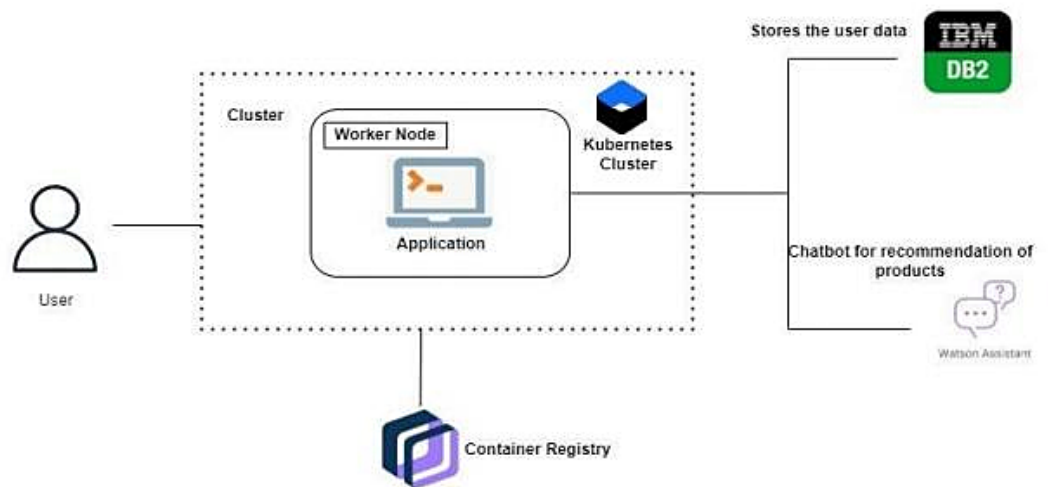 Stores the user data
IBM
DB2
Cluster
Worker Node
Kubernetes
Cluster
Application
User
Chatbot for recommendation of
products
?
Watson Assistant
Container Registry